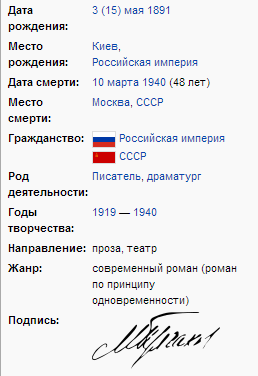 Дата 3 (15) мая 1891
рождения:
Место Киев,
рождения: Российская империя
Дата смерти: 10 марта 1940 (48 лет)
Место Москва, СССР
смерти:
Гражданство: Российская империя
СССР
Род Писатель, драматург
деятельности:
Годы 1919 — 1940
творчества:
Направление: проза, театр
Жанр: современный роман (роман
по принципу
одновременности)
Подпись: